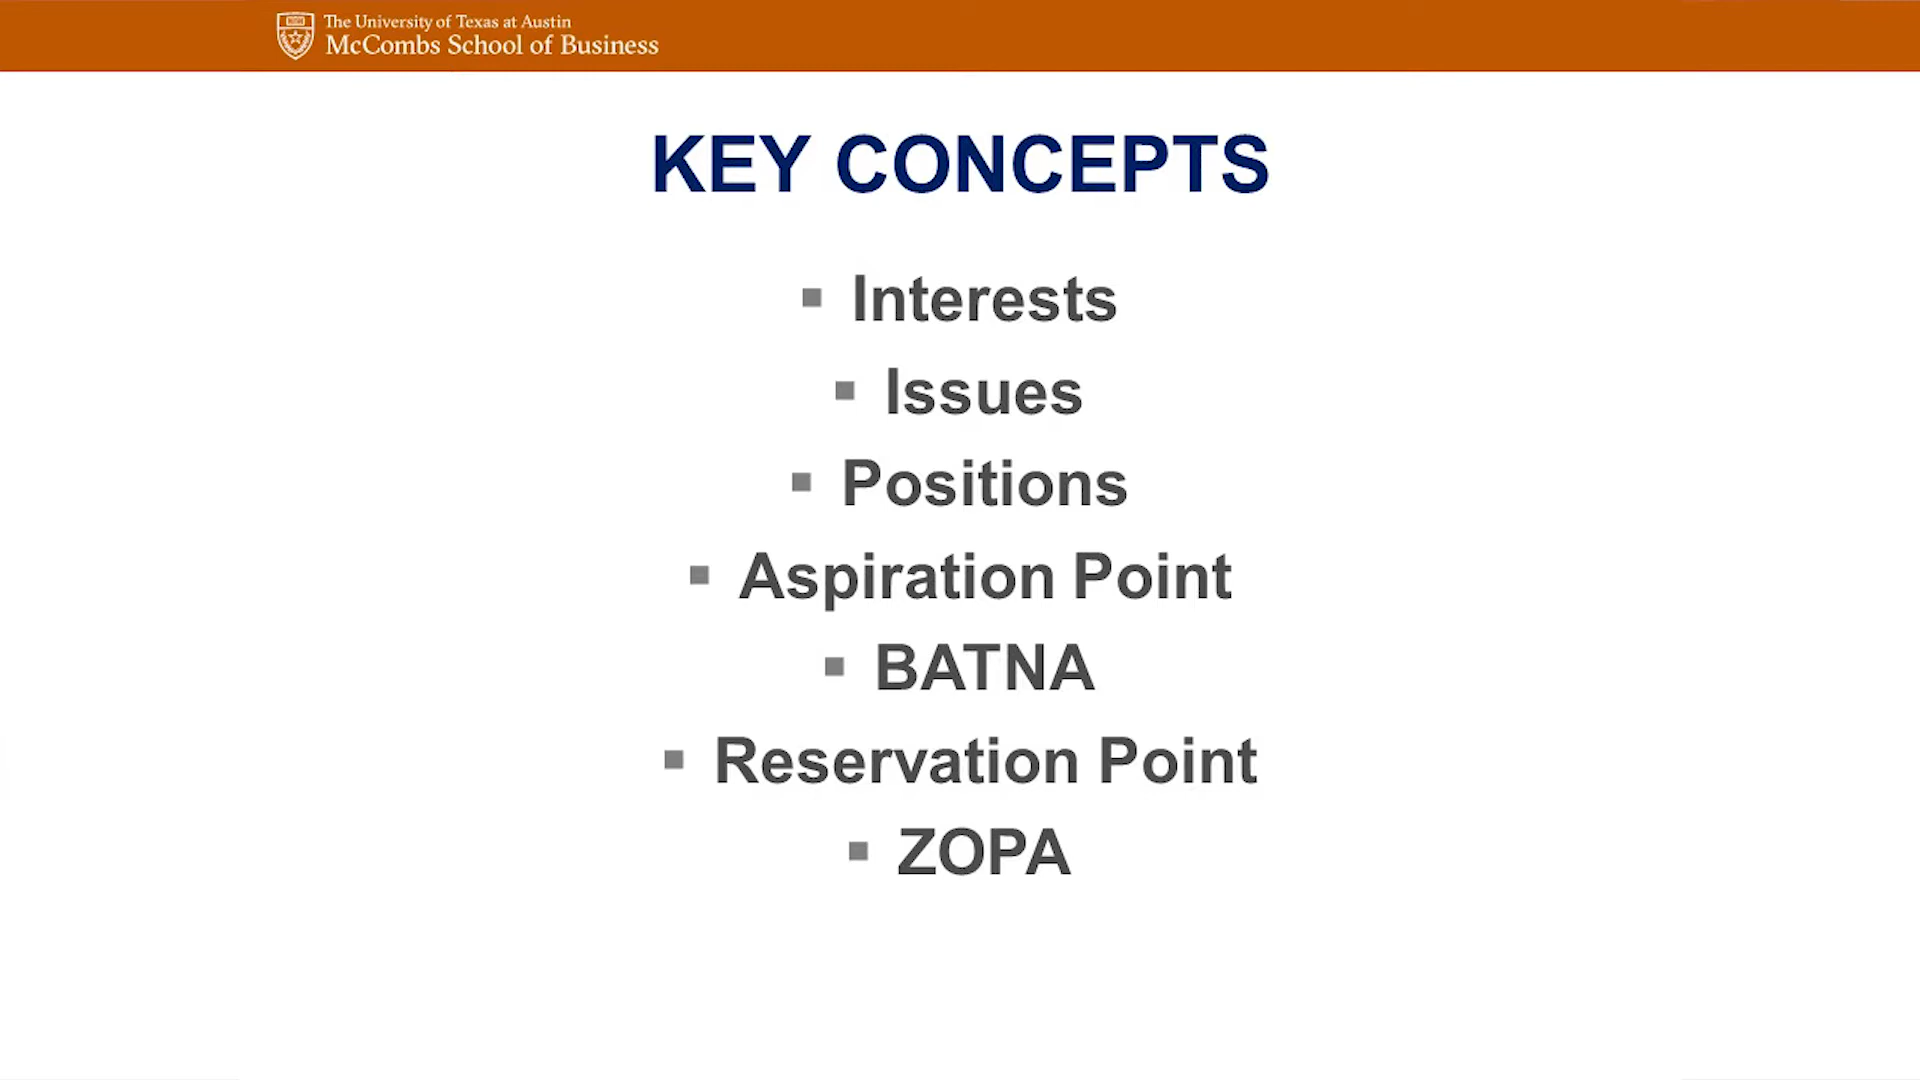 The University of Texas at Austin
McCombs School of Business
KEY CONCEPTS
▪ Interests
▪ Issues
▪ Positions
▪ Aspiration Point
▪ BATNA
▪ Reservation Point
▪ ZOPA